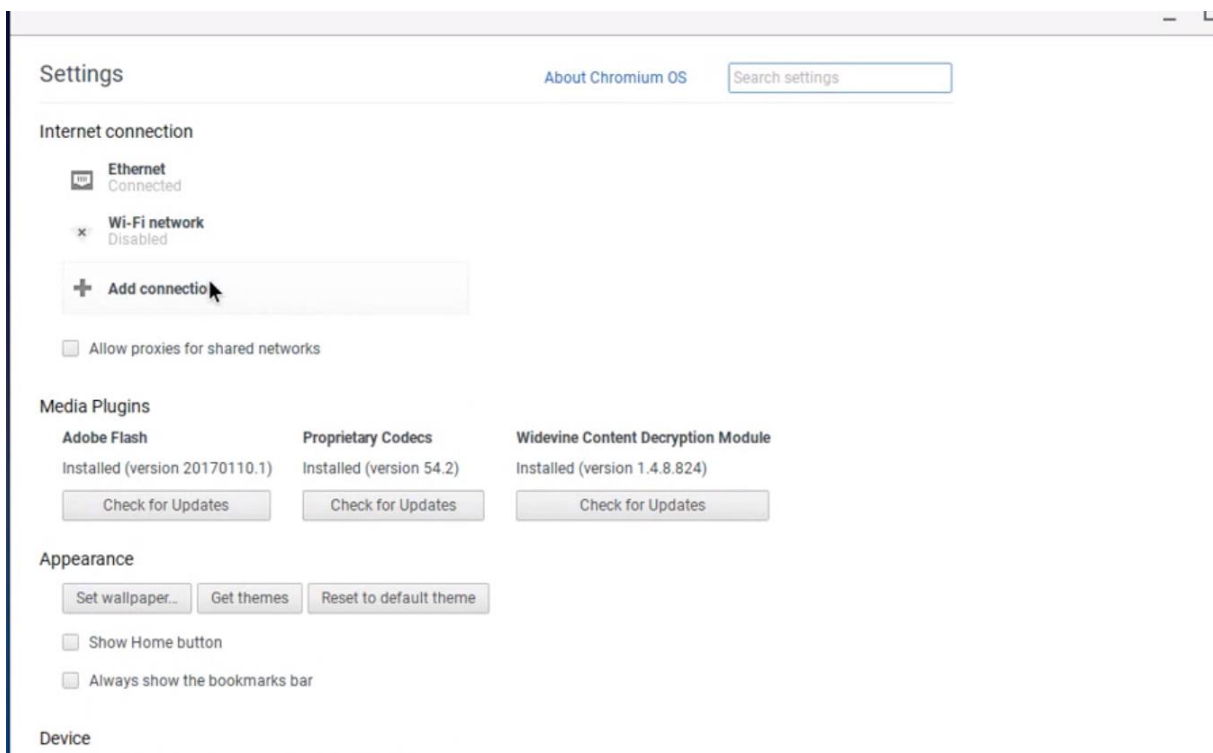 Settings
About Chromium OS
Search settings
Internet connection
Ethernet
Connected
Wi-Fi network
Disabled
Add connection
Allow proxies for shared networks
Media Plugins
Adobe Flash
Proprietary Codecs
Widevine Content Decryption Module
Installed (version 20170110.1)
Installed (version 54.2)
Installed (version 1.4.8.824)
Check for Updates
Check for Updates
Check for Updates
Appearance
Set wallpaper...
Get themes
Reset to default theme
Show Home button
Always show the bookmarks bar
Device